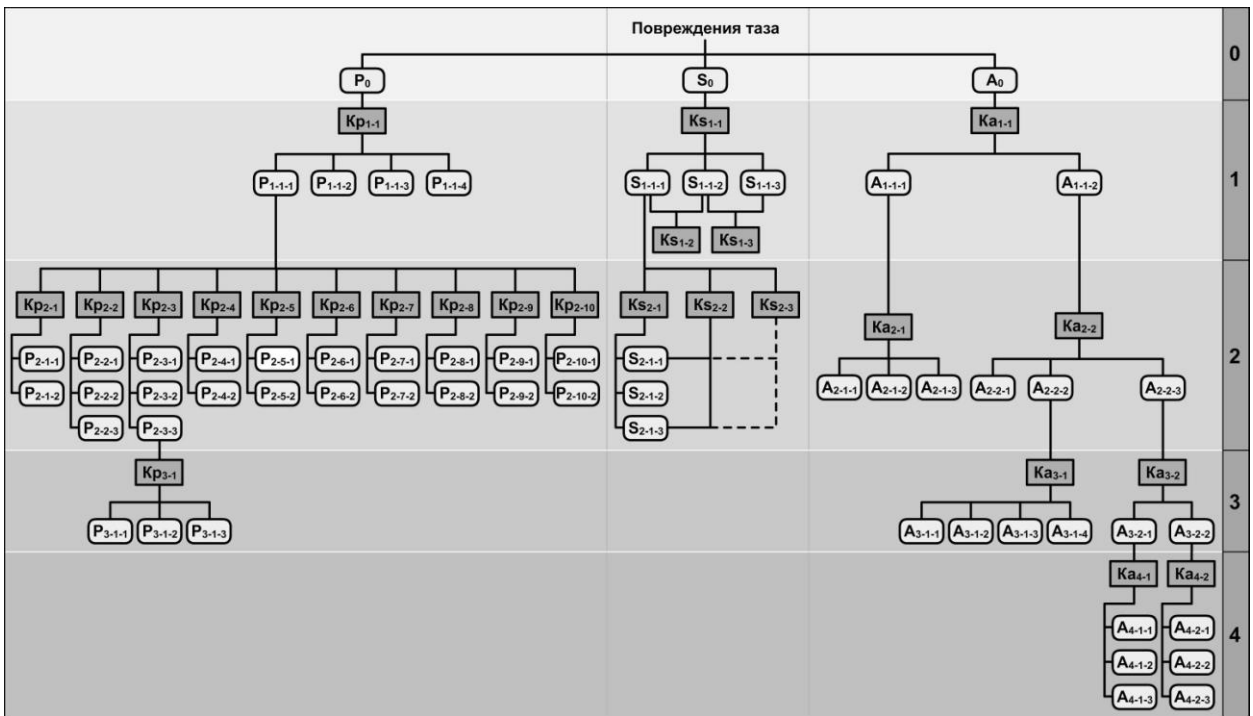 Повреждения таза
0
P0 S0 A0
Kp1-1 Ks1-1 Ka1-1
P1-1-1 P1-1-2 P1-1-3 P1-1-4 S1-1-1 S1-1-2 S1-1-3 A1-1-1 A1-1-2
1
Ks1-2 Ks1-3
Kp2-1 Kp2-2 Kp2-3 Kp2-4 Kp2-5 Kp2-6 Kp2-7 Kp2-8 Kp2-9 Kp2-10 Ks2-1 Ks2-2 Ks2-3
Ka2-1 Ka2-2
P2-1-1 P2-2-1 P2-3-1 P2-4-1 P2-5-1 P2-6-1 P2-7-1 P2-8-1 P2-9-1 P2-10-1 S2-1-1
2
P2-1-2 P2-2-2 P2-3-2 P2-4-2 P2-5-2 P2-6-2 P2-7-2 P2-8-2 P2-9-2 P2-10-2 S2-1-2 A2-1-1 A2-1-2 A2-1-3 A2-2-1 A2-2-2 A2-2-3
P2-2-3 P2-3-3 S2-1-3
Kp3-1 Ka3-1 Ka3-2
3
P3-1-1 P3-1-2 P3-1-3 A3-1-1 A3-1-2 A3-1-3 A3-1-4 A3-2-1 A3-2-2
Ka4-1 Ka4-2
A4-1-1 A4-2-1
4
A4-1-2 A4-2-2
A4-1-3 A4-2-3